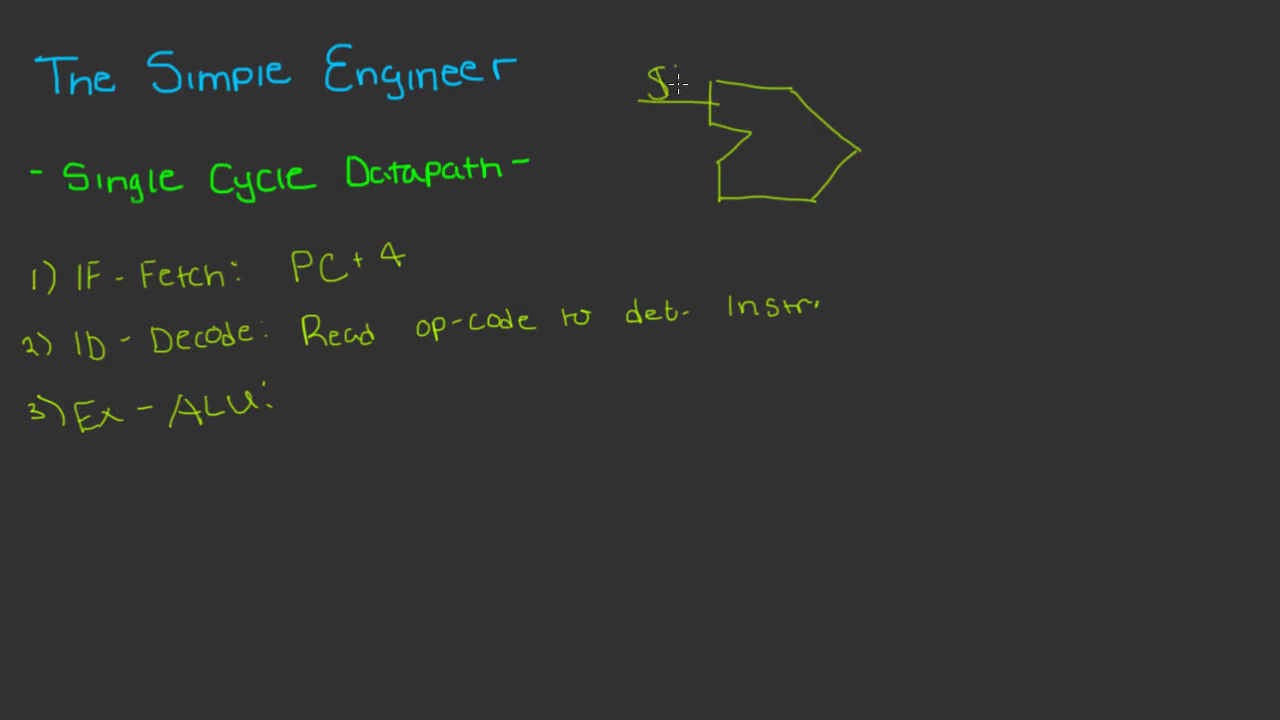 The Simple Engineer
- Single Cycle Datapath -
1) IF - Fetch: PC + 4
2) ID - Decode: Read op-code to det. Instr.
3) Ex - ALU: